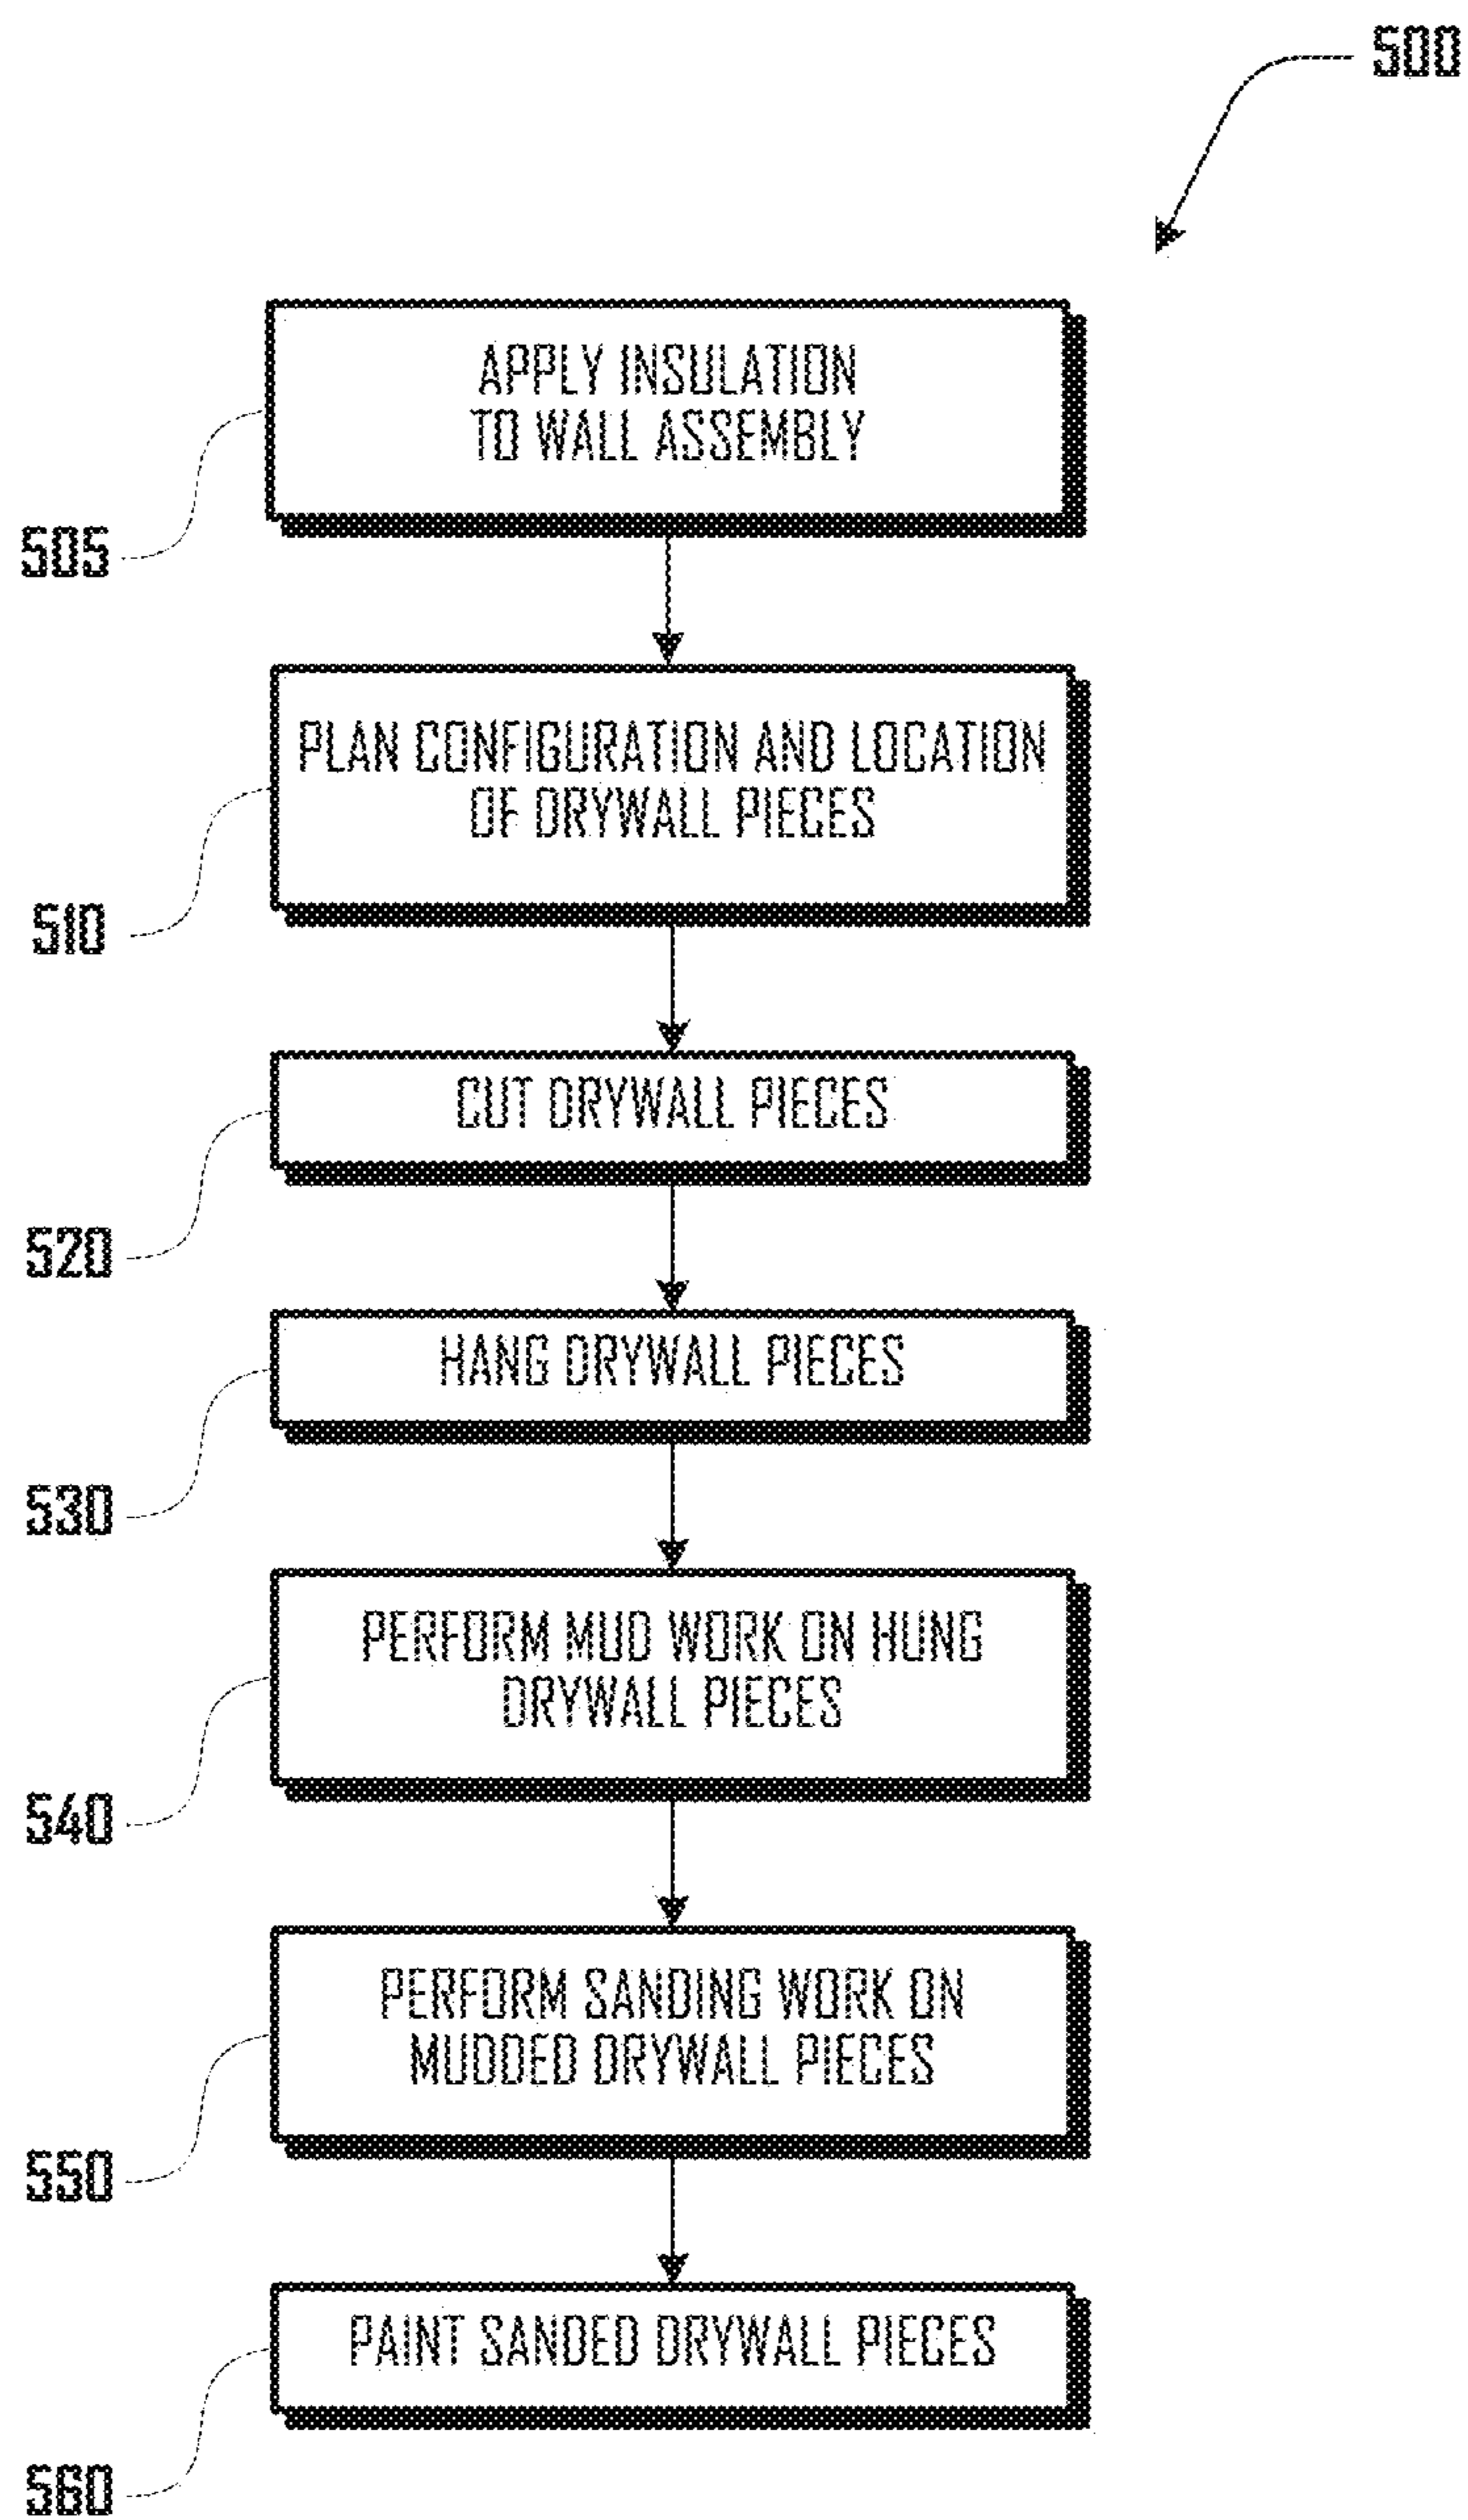 500
APPLY INSULATION
TO WALL ASSEMBLY
505
PLAN CONFIGURATION AND LOCATION
OF DRYWALL PIECES
510
CUT DRYWALL PIECES
520
HANG DRYWALL PIECES
530
PERFORM MUD WORK ON HUNG
DRYWALL PIECES
540
PERFORM SANDING WORK ON
MUDDED DRYWALL PIECES
550
PAINT SANDED DRYWALL PIECES
560